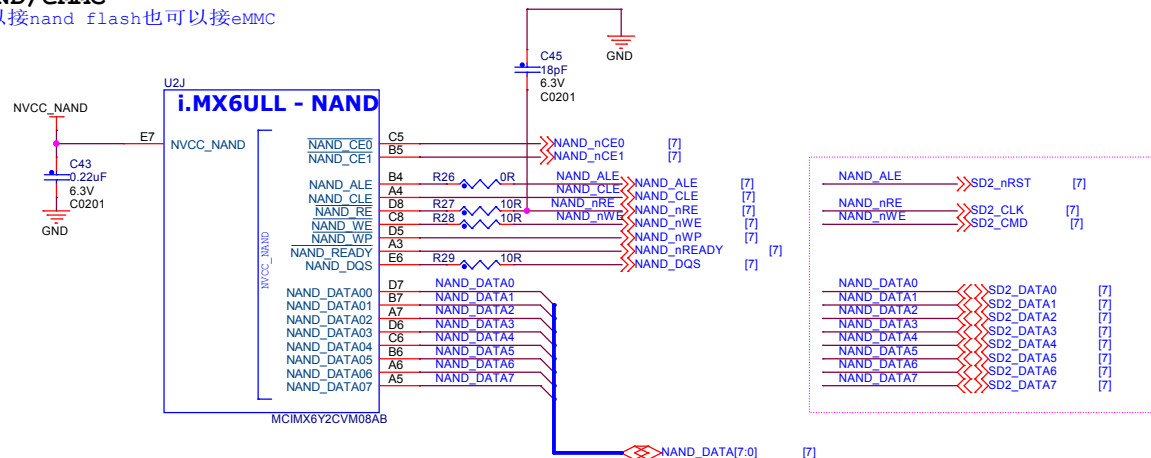 以接nand flash也可以接eMMC
C45
18pF
6.3V
C0201
GND
U2J
i.MX6ULL - NAND
NVCC_NAND
E7
NVCC_NAND
C43
0.22uF
6.3V
C0201
GND
NVCC_NAND
NAND_CE0 C5 NAND_nCE0 [7]
NAND_CE1 B5 NAND_nCE1 [7]
NAND_ALE B4 R26 0R NAND_ALE NAND_ALE [7]
NAND_CLE A4 NAND_CLE NAND_CLE [7]
NAND_RE D8 R27 10R NAND_nRE NAND_nRE [7]
NAND_WE C8 R28 10R NAND_nWE NAND_nWE [7]
NAND_WP D5 NAND_nWP [7]
NAND_READY A3 NAND_nREADY [7]
NAND_DQS E6 R29 10R NAND_DQS [7]
NAND_DATA00 D7 NAND_DATA0
NAND_DATA01 B7 NAND_DATA1
NAND_DATA02 A7 NAND_DATA2
NAND_DATA03 D6 NAND_DATA3
NAND_DATA04 C6 NAND_DATA4
NAND_DATA05 B6 NAND_DATA5
NAND_DATA06 A6 NAND_DATA6
NAND_DATA07 A5 NAND_DATA7
MCIMX6Y2CVM08AB
NAND_DATA[7:0] [7]
NAND_ALE SD2_nRST [7]
NAND_nRE SD2_CLK [7]
NAND_nWE SD2_CMD [7]
NAND_DATA0 SD2_DATA0 [7]
NAND_DATA1 SD2_DATA1 [7]
NAND_DATA2 SD2_DATA2 [7]
NAND_DATA3 SD2_DATA3 [7]
NAND_DATA4 SD2_DATA4 [7]
NAND_DATA5 SD2_DATA5 [7]
NAND_DATA6 SD2_DATA6 [7]
NAND_DATA7 SD2_DATA7 [7]